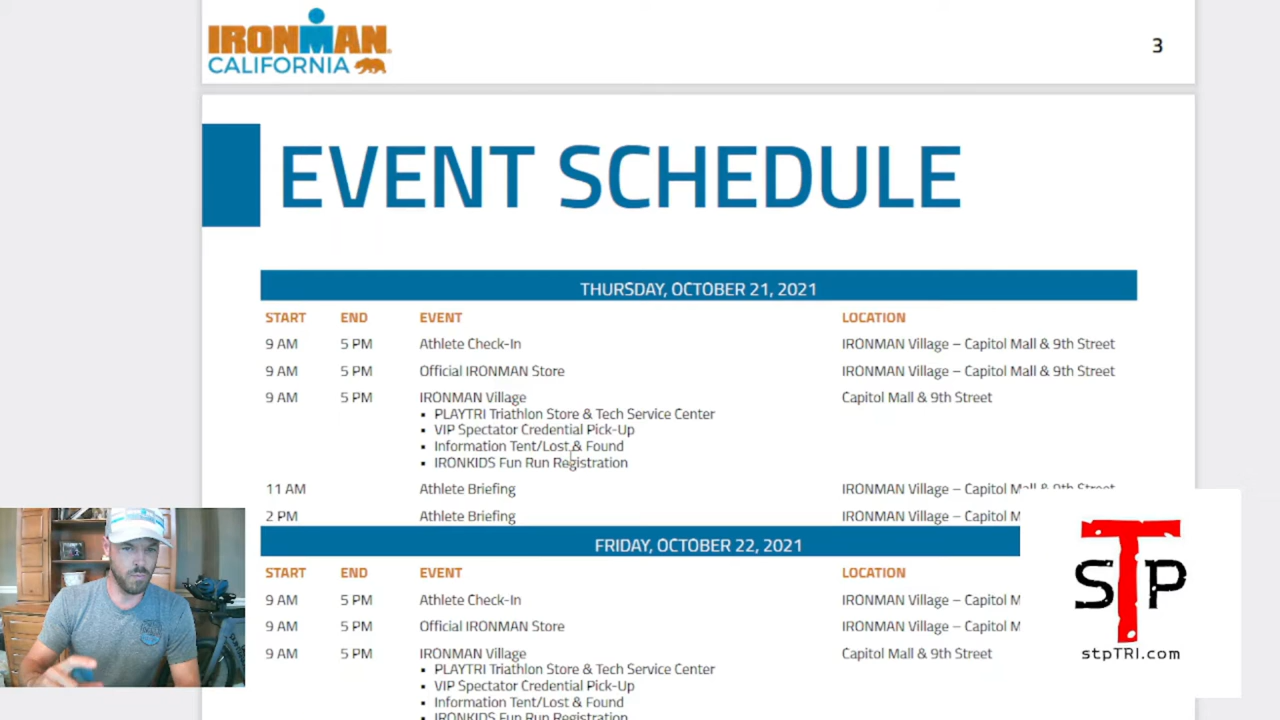 IRONMAN
CALIFORNIA
3
EVENT SCHEDULE
THURSDAY, OCTOBER 21, 2021
START END EVENT LOCATION
9 AM 5 PM Athlete Check-In IRONMAN Village – Capitol Mall & 9th Street
9 AM 5 PM Official IRONMAN Store IRONMAN Village – Capitol Mall & 9th Street
9 AM 5 PM IRONMAN Village Capitol Mall & 9th Street
▪ PLAYTRI Triathlon Store & Tech Service Center
▪ VIP Spectator Credential Pick-Up
▪ Information Tent/Lost & Found
▪ IRONKIDS Fun Run Registration
11 AM Athlete Briefing IRONMAN Village – Capitol Mall & 9th Street
2 PM Athlete Briefing IRONMAN Village – Capitol M
FRIDAY, OCTOBER 22, 2021
START END EVENT LOCATION
9 AM 5 PM Athlete Check-In IRONMAN Village – Capitol M
9 AM 5 PM Official IRONMAN Store IRONMAN Village – Capitol M
9 AM 5 PM IRONMAN Village Capitol Mall & 9th Street
▪ PLAYTRI Triathlon Store & Tech Service Center
▪ VIP Spectator Credential Pick-Up
▪ Information Tent/Lost & Found
▪ IRONKIDS Fun Run Registration
STP
stpTRI.com